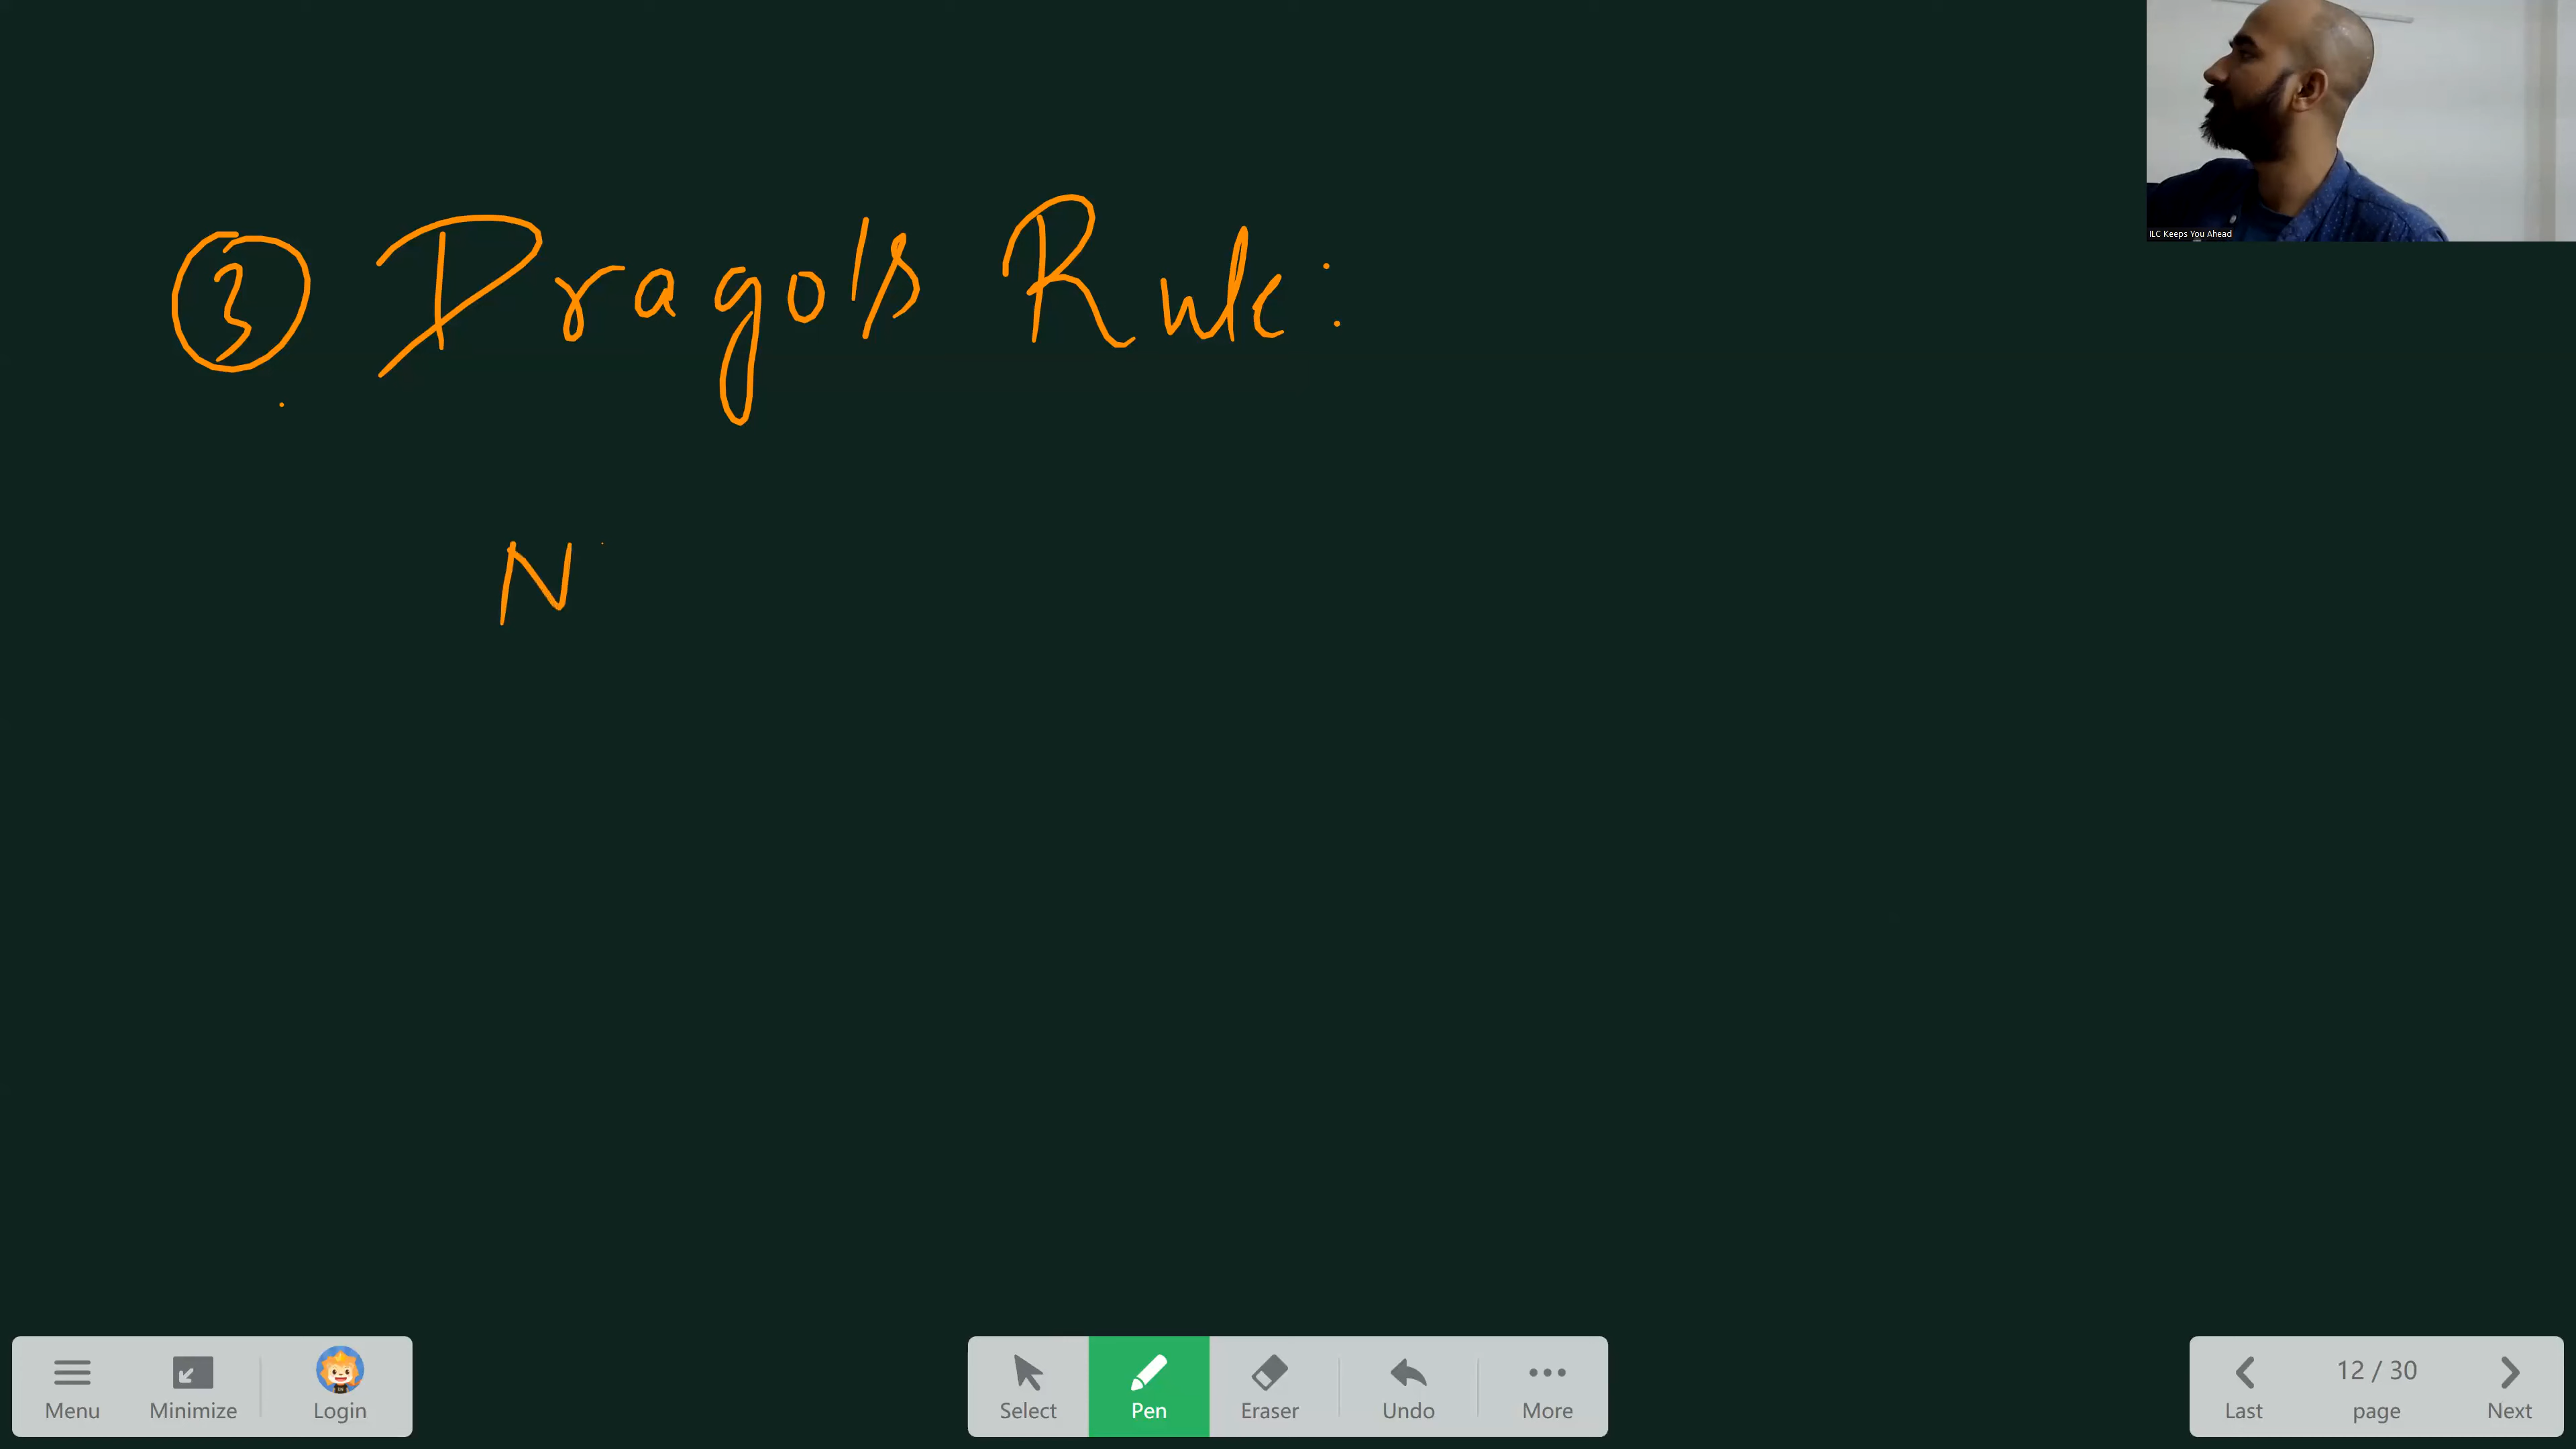 ILC Keeps You Ahead
③ Drago's Rule:
N
Menu Minimize Login Select Pen Eraser Undo More Last 12 / 30 page Next